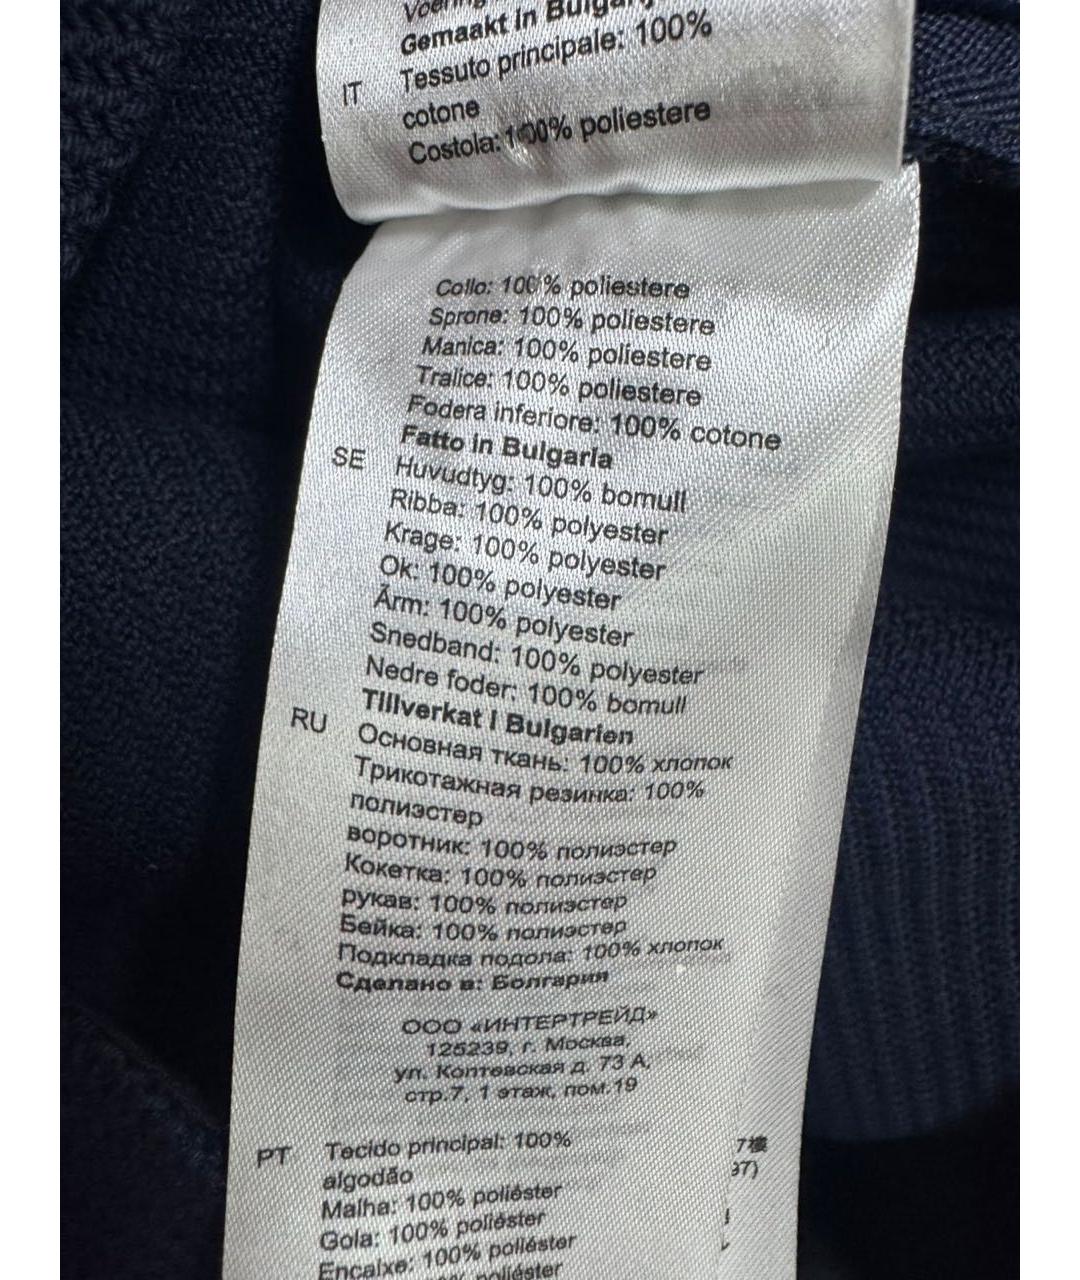 Gemaakt in
IT
Tessuto principale: 100%
cotone
Costola: 100% poliestere
Collo: 100% poliestere
Sprone: 100% poliestere
Manica: 100% poliestere
Tralice: 100% poliestere
Fodera inferiore: 100% cotone
Fatto in Bulgaria
SE
Huvudtyg: 100% bomull
Ribba: 100% polyester
Krage: 100% polyester
Ok: 100% polyester
Ärm: 100% polyester
Snedband: 100% polyester
Nedre foder: 100% bomull
Tillverkat i Bulgarien
RU
Основная ткань: 100% хлопок
Трикотажная резинка: 100%
полиэстер
воротник: 100% полиэстер
Кокетка: 100% полиэстер
рукав: 100% полиэстер
Бейка: 100% полиэстер
Подкладка подола: 100% хлопок
Сделано в: Болгария
ООО «ИНТЕРТРЕЙД»
125239, г. Москва,
ул. Коптевская д. 73 А,
стр.7, 1 этаж, пом.19
PT
Tecido principal: 100%
algodão
Malha: 100% poliéster
Gola: 100% poliéster
Encaixe: 100% poliéster
poliéster
7樓
97)